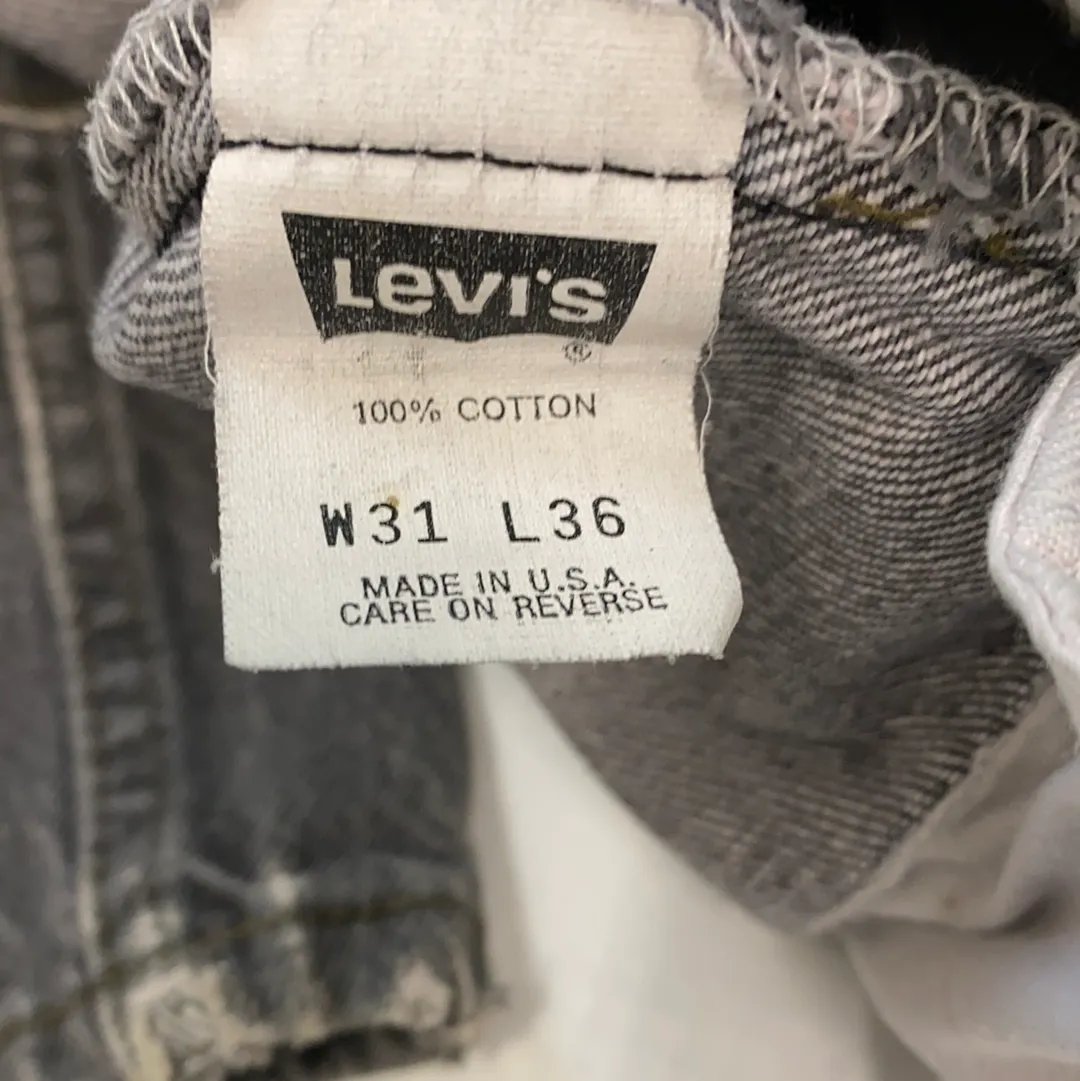 Levi's
®
100% COTTON
W31 L36
MADE IN U.S.A.
CARE ON REVERSE